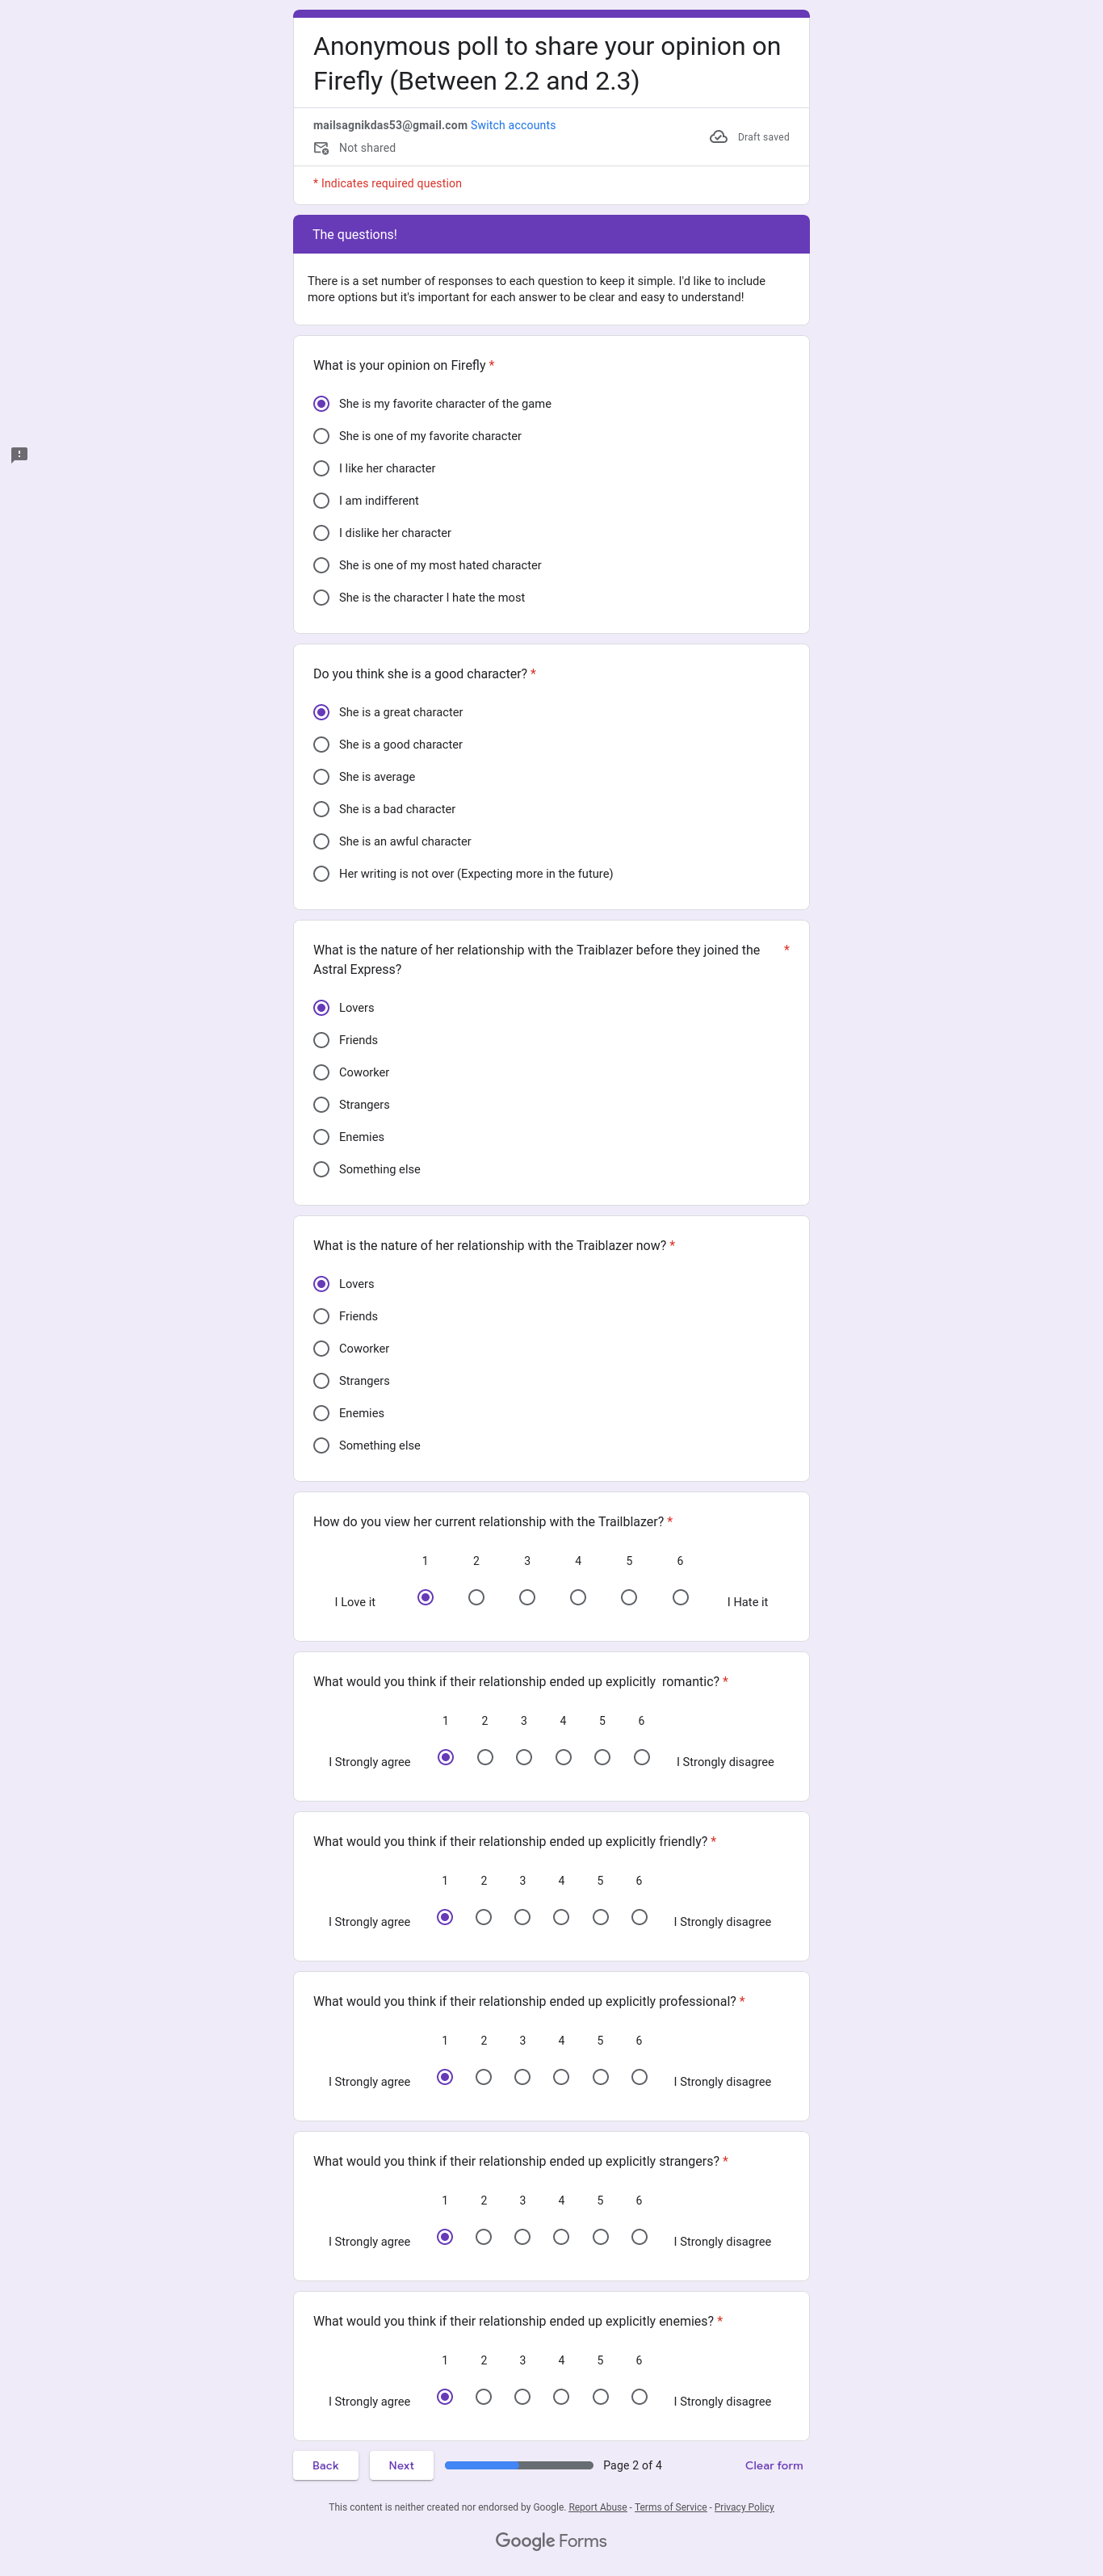 Anonymous poll to share your opinion on
Firefly (Between 2.2 and 2.3)
mailsagnikdas53@gmail.com Switch accounts
Draft saved
Not shared
* Indicates required question
The questions!
There is a set number of responses to each question to keep it simple. I'd like to include
more options but it's important for each answer to be clear and easy to understand!
What is your opinion on Firefly *
She is my favorite character of the game
She is one of my favorite character
I like her character
I am indifferent
I dislike her character
She is one of my most hated character
She is the character I hate the most
Do you think she is a good character? *
She is a great character
She is a good character
She is average
She is a bad character
She is an awful character
Her writing is not over (Expecting more in the future)
What is the nature of her relationship with the Traiblazer before they joined the *
Astral Express?
Lovers
Friends
Coworker
Strangers
Enemies
Something else
What is the nature of her relationship with the Traiblazer now? *
Lovers
Friends
Coworker
Strangers
Enemies
Something else
How do you view her current relationship with the Trailblazer? *
1 2 3 4 5 6
I Love it I Hate it
What would you think if their relationship ended up explicitly  romantic? *
1 2 3 4 5 6
I Strongly agree I Strongly disagree
What would you think if their relationship ended up explicitly friendly? *
1 2 3 4 5 6
I Strongly agree I Strongly disagree
What would you think if their relationship ended up explicitly professional? *
1 2 3 4 5 6
I Strongly agree I Strongly disagree
What would you think if their relationship ended up explicitly strangers? *
1 2 3 4 5 6
I Strongly agree I Strongly disagree
What would you think if their relationship ended up explicitly enemies? *
1 2 3 4 5 6
I Strongly agree I Strongly disagree
Back Next Page 2 of 4 Clear form
This content is neither created nor endorsed by Google. Report Abuse - Terms of Service - Privacy Policy
Google Forms